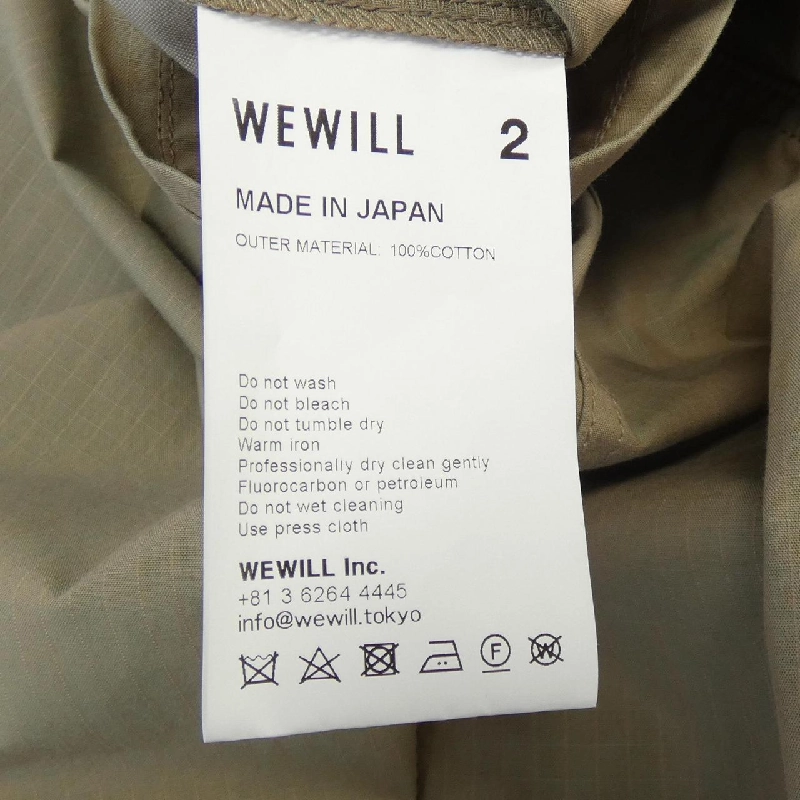 WEWILL 2
MADE IN JAPAN
OUTER MATERIAL: 100%COTTON
Do not wash
Do not bleach
Do not tumble dry
Warm iron
Professionally dry clean gently
Fluorocarbon or petroleum
Do not wet cleaning
Use press cloth
WEWILL Inc.
+81 3 6264 4445
info@wewill.tokyo
F W